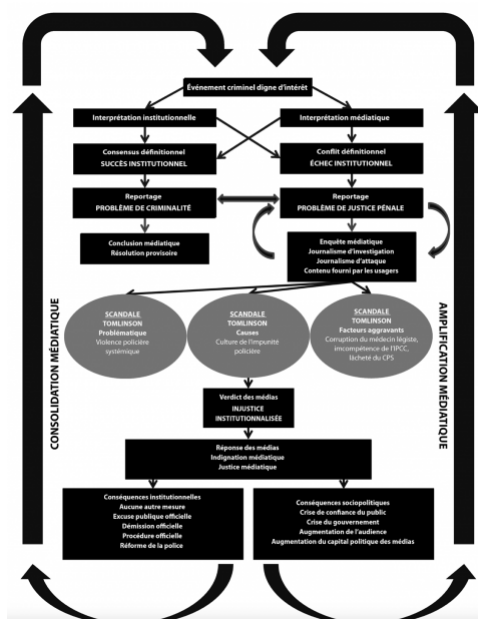 Événement criminel digne d'intérêt
Interprétation institutionnelle
Interprétation médiatique
Consensus définitionnel
SUCCÈS INSTITUTIONNEL
Conflit définitionnel
ÉCHEC INSTITUTIONNEL
Reportage
PROBLÈME DE CRIMINALITÉ
Reportage
PROBLÈME DE JUSTICE PÉNALE
Conclusion médiatique
Résolution provisoire
Enquête médiatique
Journalisme d'investigation
Journalisme d'attaque
Contenu fourni par les usagers
CONSOLIDATION MÉDIATIQUE
SCANDALE
TOMLINSON
Problématique
Violence policière
systémique
SCANDALE
TOMLINSON
Causes
Culture de l'impunité
policière
SCANDALE
TOMLINSON
Facteurs aggravants
Corruption du médecin légiste,
imcompétence de l'IPCC,
lâcheté du CPS
AMPLIFICATION MÉDIATIQUE
Verdict des médias
INJUSTICE
INSTITUTIONNALISÉE
Réponse des médias
Indignation médiatique
Justice médiatique
Conséquences institutionnelles
Aucune autre mesure
Excuse publique officielle
Démission officielle
Procédure officielle
Réforme de la police
Conséquences sociopolitiques
Crise de confiance du public
Crise du gouvernement
Augmentation de l'audience
Augmentation du capital politique des médias